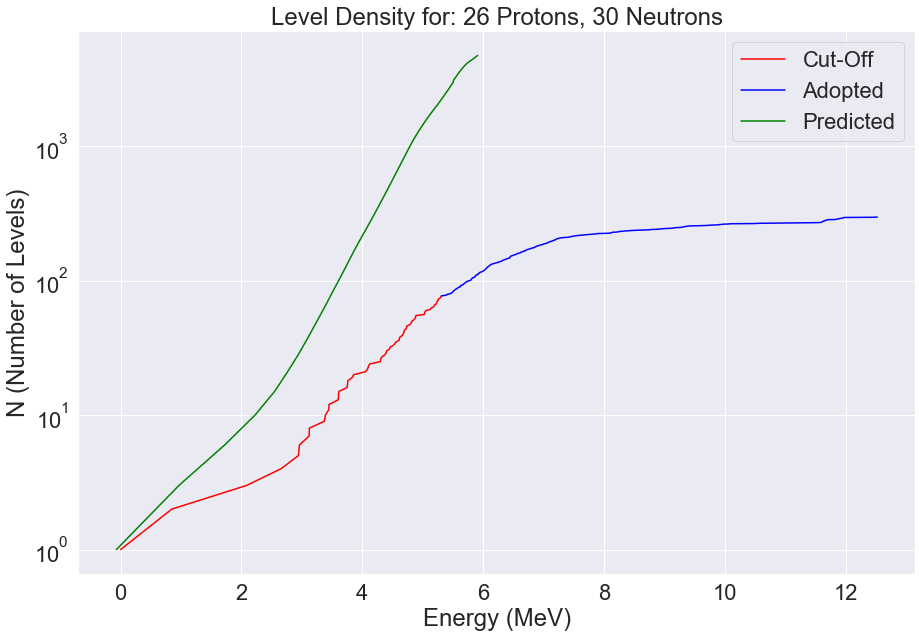 Level Density for: 26 Protons, 30 Neutrons
Cut-Off
Adopted
Predicted
N (Number of Levels)
10^3
10^2
10^1
10^0
0 2 4 6 8 10 12
Energy (MeV)